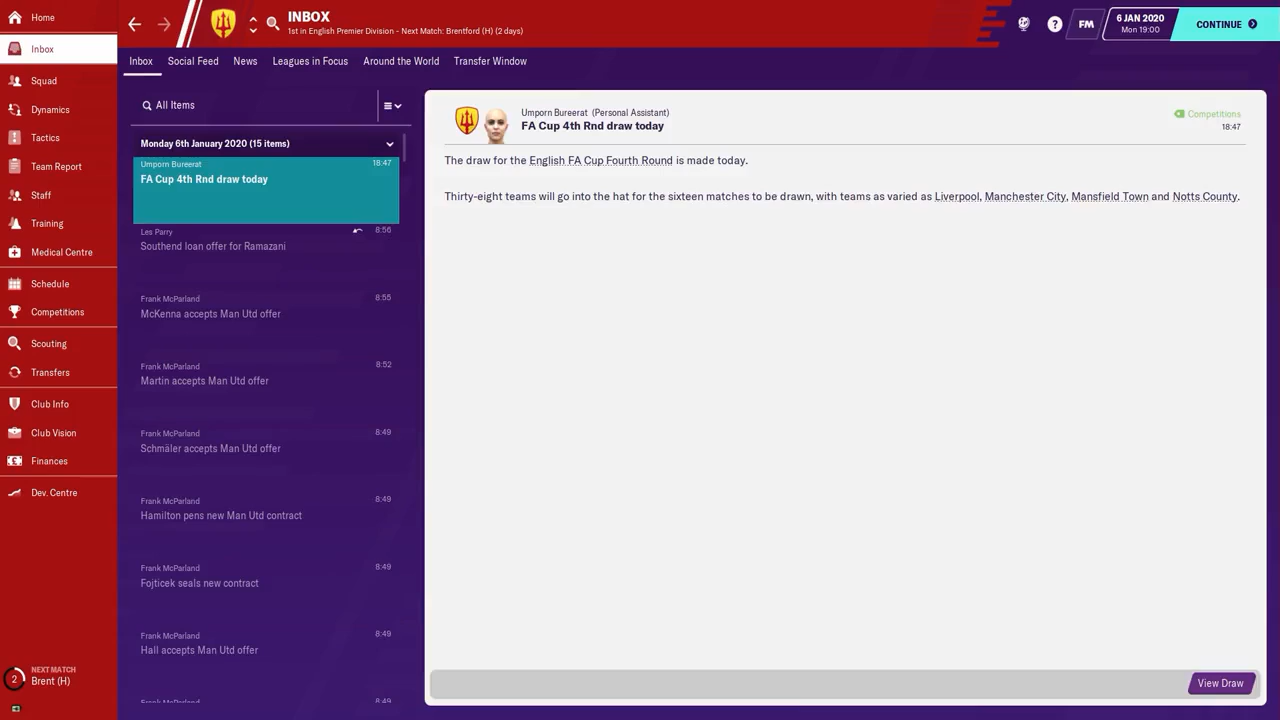 Home
Inbox
Squad
Dynamics
Tactics
Team Report
Staff
Training
Medical Centre
Schedule
Competitions
Scouting
Transfers
Club Info
Club Vision
Finances
Dev. Centre
NEXT MATCH
2
Brent (H)
INBOX
1st in English Premier Division - Next Match: Brentford (H) (2 days)
?
FM
6 JAN 2020
Mon 19:00
CONTINUE
Inbox
Social Feed
News
Leagues in Focus
Around the World
Transfer Window
All Items
Monday 6th January 2020 (15 items)
Umporn Bureerat 18:47
FA Cup 4th Rnd draw today
Les Parry 8:56
Southend loan offer for Ramazani
Frank McParland 8:55
McKenna accepts Man Utd offer
Frank McParland 8:52
Martin accepts Man Utd offer
Frank McParland 8:49
Schmäler accepts Man Utd offer
Frank McParland 8:49
Hamilton pens new Man Utd contract
Frank McParland 8:49
Fojticek seals new contract
Frank McParland 8:49
Hall accepts Man Utd offer
Frank McParland 8:49
Umporn Bureerat (Personal Assistant)
FA Cup 4th Rnd draw today
Competitions
18:47
The draw for the English FA Cup Fourth Round is made today.
Thirty-eight teams will go into the hat for the sixteen matches to be drawn, with teams as varied as Liverpool, Manchester City, Mansfield Town and Notts County.
View Draw